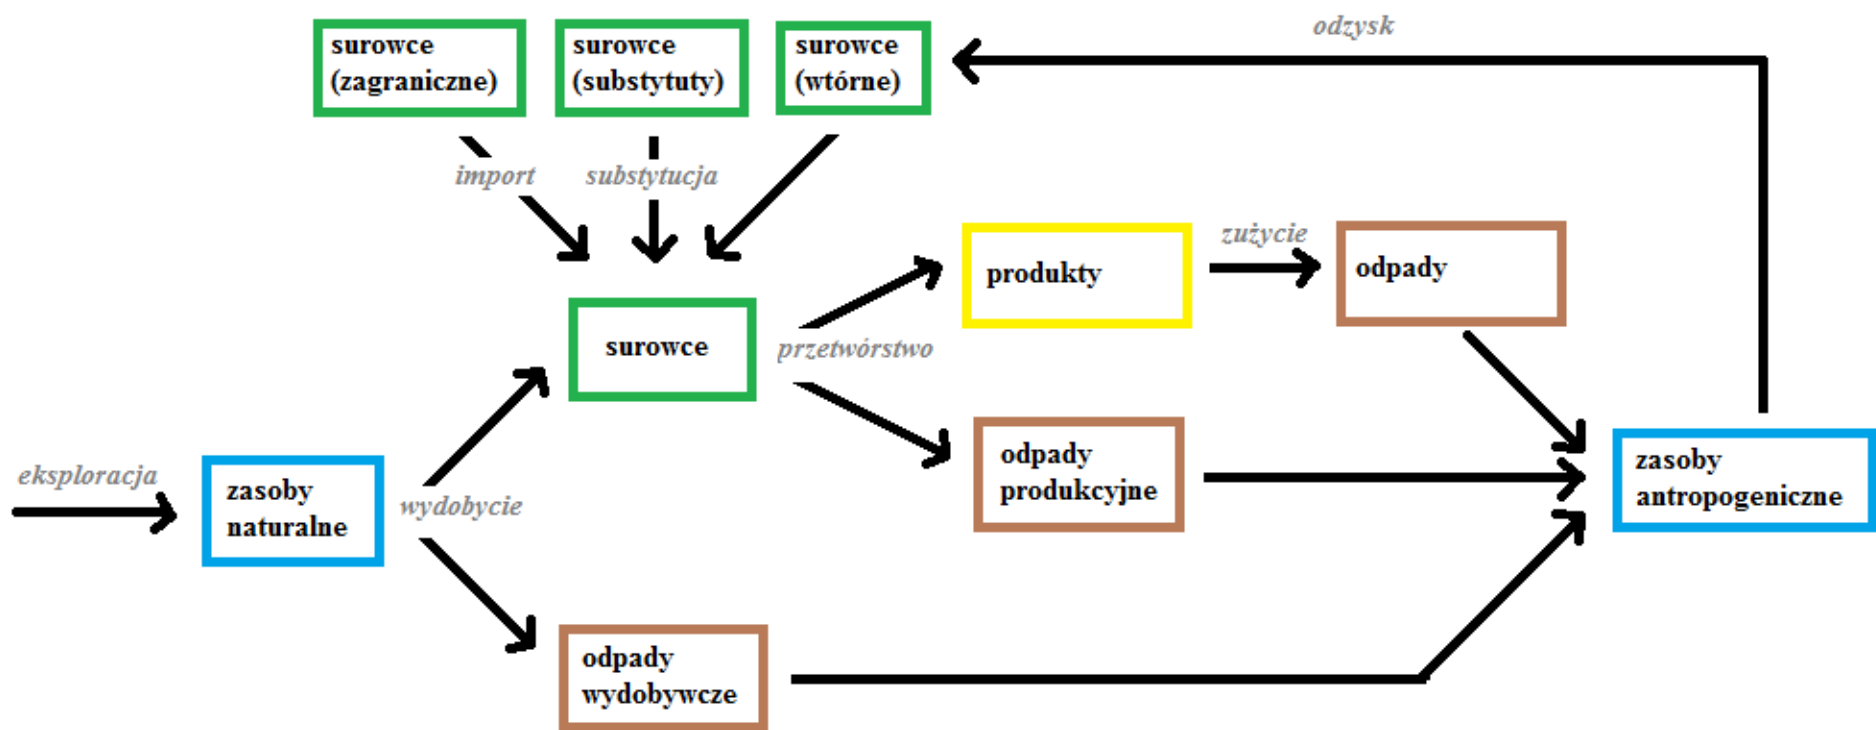 odzysk
surowce
(zagraniczne)
surowce
(substytuty)
surowce
(wtórne)
import
substytucja
zużycie
produkty
odpady
surowce
przetwórstwo
odpady
produkcyjne
zasoby
antropogeniczne
eksploracja
zasoby
naturalne
wydobycie
odpady
wydobywcze